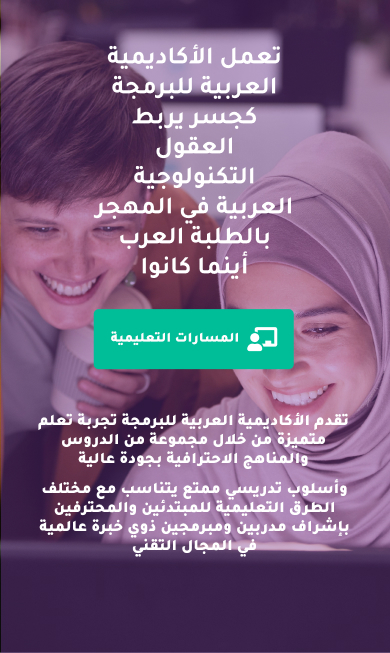 تعمل الأكاديمية
العربية للبرمجة
كجسر يربط
العقول
التكنولوجية
العربية في المهجر
بالطلبة العرب
أينما كانوا
المسارات التعليمية
تقدم الأكاديمية العربية للبرمجة تجربة تعلم
متميزة من خلال مجموعة من الدروس
والمناهج الاحترافية بجودة عالية
وأسلوب تدريسي ممتع يتناسب مع مختلف
الطرق التعليمية للمبتدئين والمحترفين
بإشراف مدربين ومبرمجين ذوي خبرة عالمية
في المجال التقني